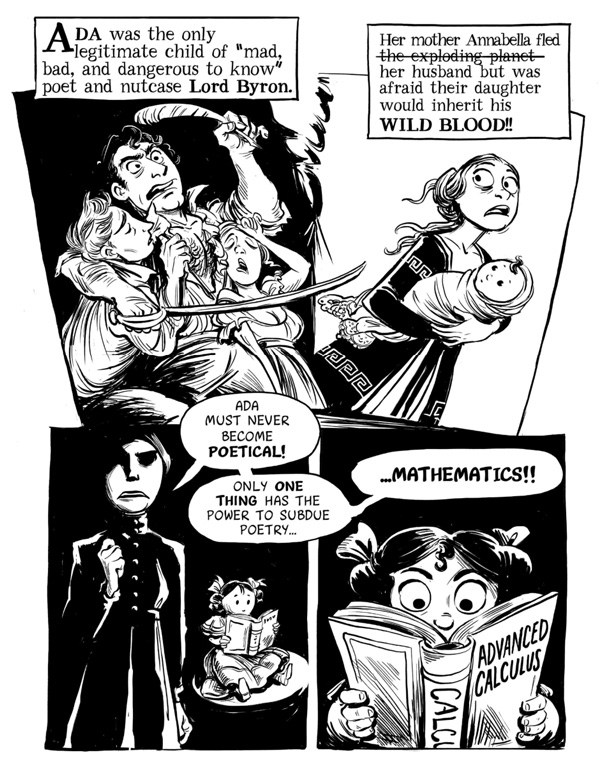 ADA was the only
legitimate child of "mad,
bad, and dangerous to know"
poet and nutcase Lord Byron.
Her mother Annabella fled
the exploding planet
her husband but was
afraid their daughter
would inherit his
WILD BLOOD!!
ADA
MUST NEVER
BECOME
POETICAL!
ONLY ONE
THING HAS THE
POWER TO SUBDUE
POETRY...
...MATHEMATICS!!
CALCU
ADVANCED
CALCULUS